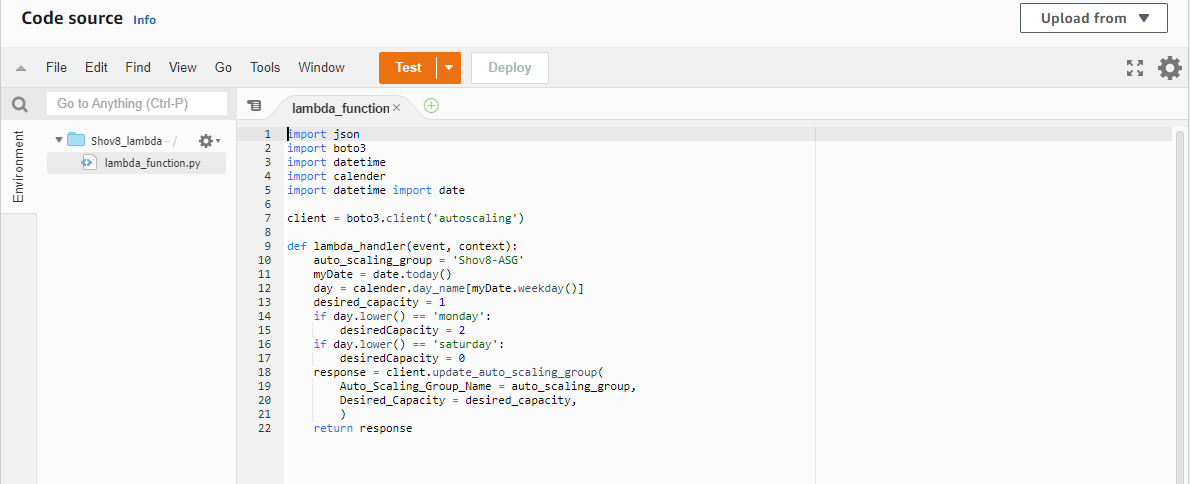 Code source Info
Upload from
File Edit Find View Go Tools Window Test Deploy
Go to Anything (Ctrl-P)
lambda_function
Environment
Shov8_lambda - /
lambda_function.py
1 import json
2 import boto3
3 import datetime
4 import calender
5 import datetime import date
6
7 client = boto3.client('autoscaling')
8
9 def lambda_handler(event, context):
10 auto_scaling_group = 'Shov8-ASG'
11 myDate = date.today()
12 day = calender.day_name[myDate.weekday()]
13 desired_capacity = 1
14 if day.lower() == 'monday':
15 desiredCapacity = 2
16 if day.lower() == 'saturday':
17 desiredCapacity = 0
18 response = client.update_auto_scaling_group(
19 Auto_Scaling_Group_Name = auto_scaling_group,
20 Desired_Capacity = desired_capacity,
21 )
22 return response